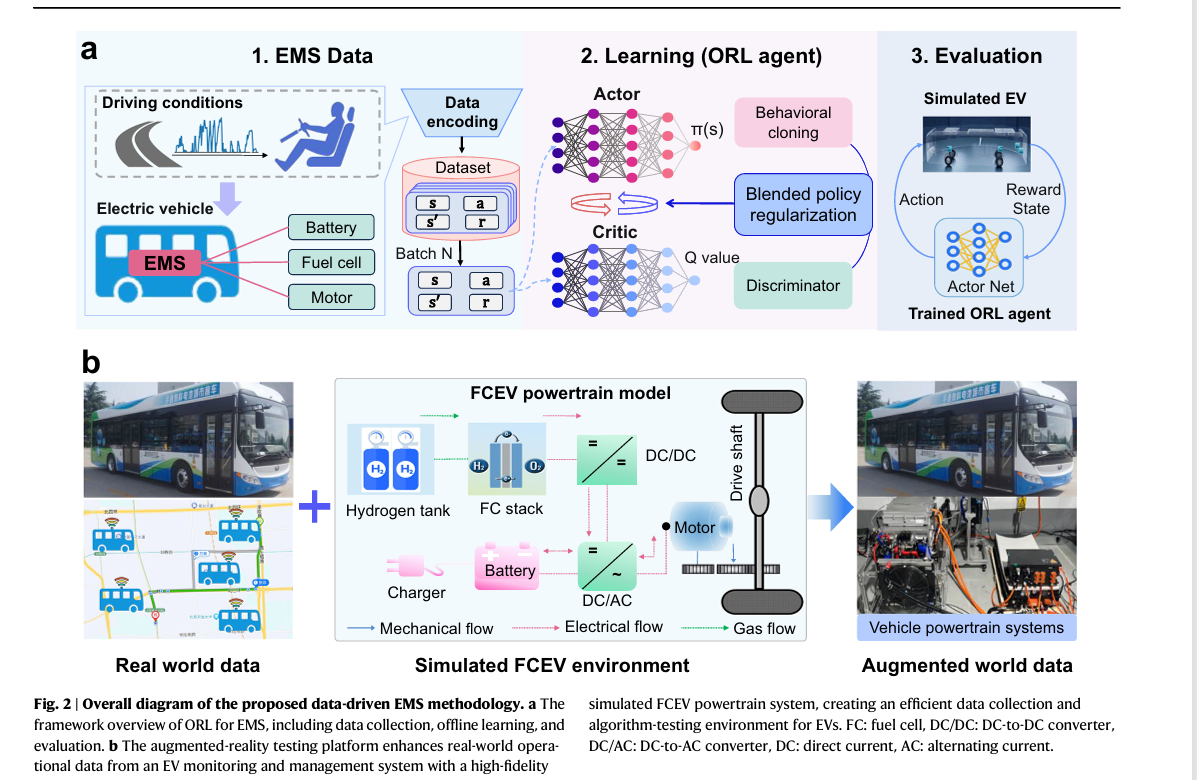 a
1. EMS Data
2. Learning (ORL agent)
3. Evaluation
Driving conditions
Electric vehicle
EMS
Battery
Fuel cell
Motor
Data
encoding
Dataset
s a
s′ r
Batch N
s a
s′ r
Actor
π(s)
Critic
Q value
Behavioral
cloning
Blended policy
regularization
Discriminator
Simulated EV
Action
Reward
State
Actor Net
Trained ORL agent
b
FCEV powertrain model
Hydrogen tank
H₂ H₂
FC stack
e
H₂ O₂
DC/DC
= =
Drive shaft
Motor
Charger
Battery
DC/AC
= ~
Mechanical flow
Electrical flow
Gas flow
Vehicle powertrain systems
Real world data
Simulated FCEV environment
Augmented world data
Fig. 2 | Overall diagram of the proposed data-driven EMS methodology. a The
framework overview of ORL for EMS, including data collection, offline learning, and
evaluation. b The augmented-reality testing platform enhances real-world opera-
tional data from an EV monitoring and management system with a high-fidelity
simulated FCEV powertrain system, creating an efficient data collection and
algorithm-testing environment for EVs. FC: fuel cell, DC/DC: DC-to-DC converter,
DC/AC: DC-to-AC converter, DC: direct current, AC: alternating current.